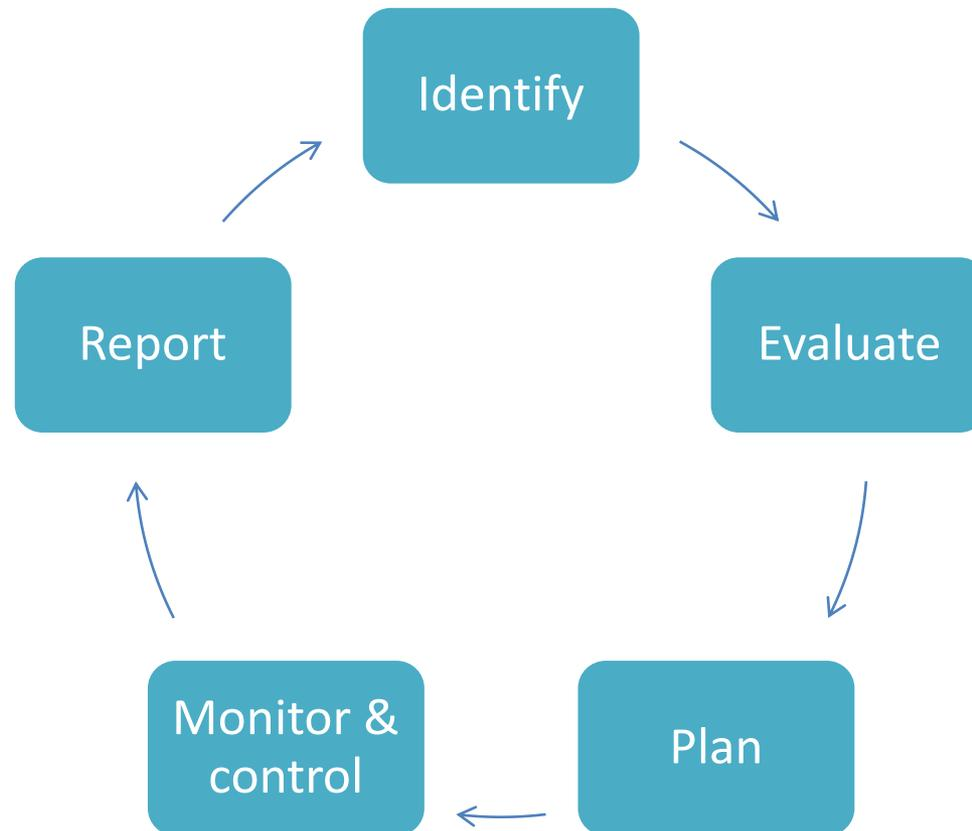 Identify
Evaluate
Plan
Monitor &
control
Report